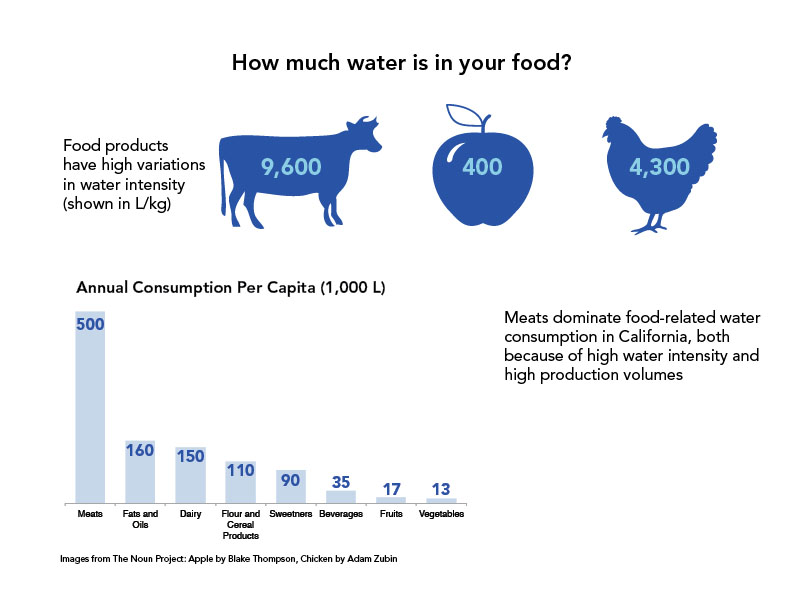 How much water is in your food?
Food products
have high variations
in water intensity
(shown in L/kg)
9,600
400
4,300
Annual Consumption Per Capita (1,000 L)
Meats dominate food-related water
consumption in California, both
because of high water intensity and
high production volumes
500
160
150
110
90
35
17
13
Meats
Fats and
Oils
Dairy
Flour and
Cereal
Products
Sweetners
Beverages
Fruits
Vegetables
Images from The Noun Project: Apple by Blake Thompson, Chicken by Adam Zubin